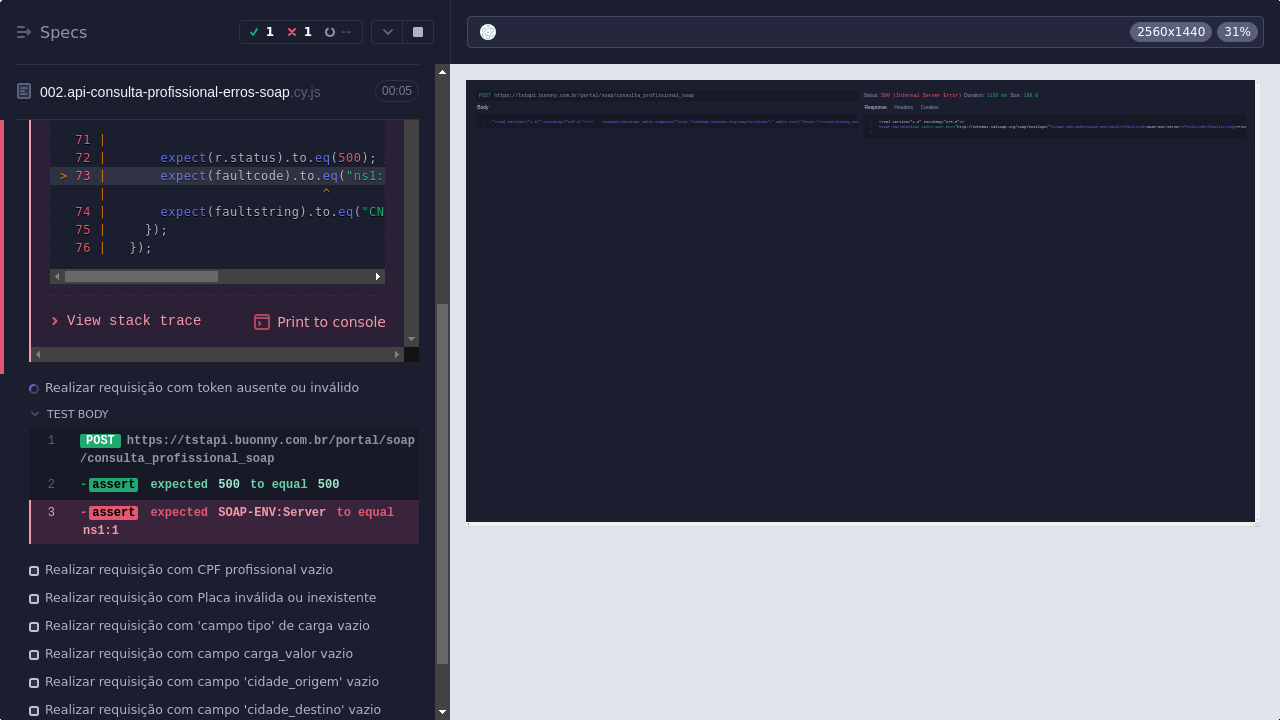 Specs
1
1
--
2560x1440
31%
002.api-consulta-profissional-erros-soap.cy.js
00:05
71 |
72 | expect(res.status).to.eq(500);
> 73 | expect(faultcode).to.eq("ns1:
| ^
74 | expect(faultstring).to.eq("CN
75 | });
76 | });
View stack trace
Print to console
Realizar requisição com token ausente ou inválido
TEST BODY
1 POST https://tstapi.buonny.com.br/portal/soap
/consulta_profissional_soap
2 -assert expected 500 to equal 500
3 -assert expected SOAP-ENV:Server to equal
ns1:1
Realizar requisição com CPF profissional vazio
Realizar requisição com Placa inválida ou inexistente
Realizar requisição com 'campo tipo' de carga vazio
Realizar requisição com campo carga_valor vazio
Realizar requisição com campo 'cidade_origem' vazio
Realizar requisição com campo 'cidade_destino' vazio
POST https://tstapi.buonny.com.br/portal/soap/consulta_profissional_soap
Body
Status: 500 (Internal Server Error) Duration: Size:
Response Headers Cookies